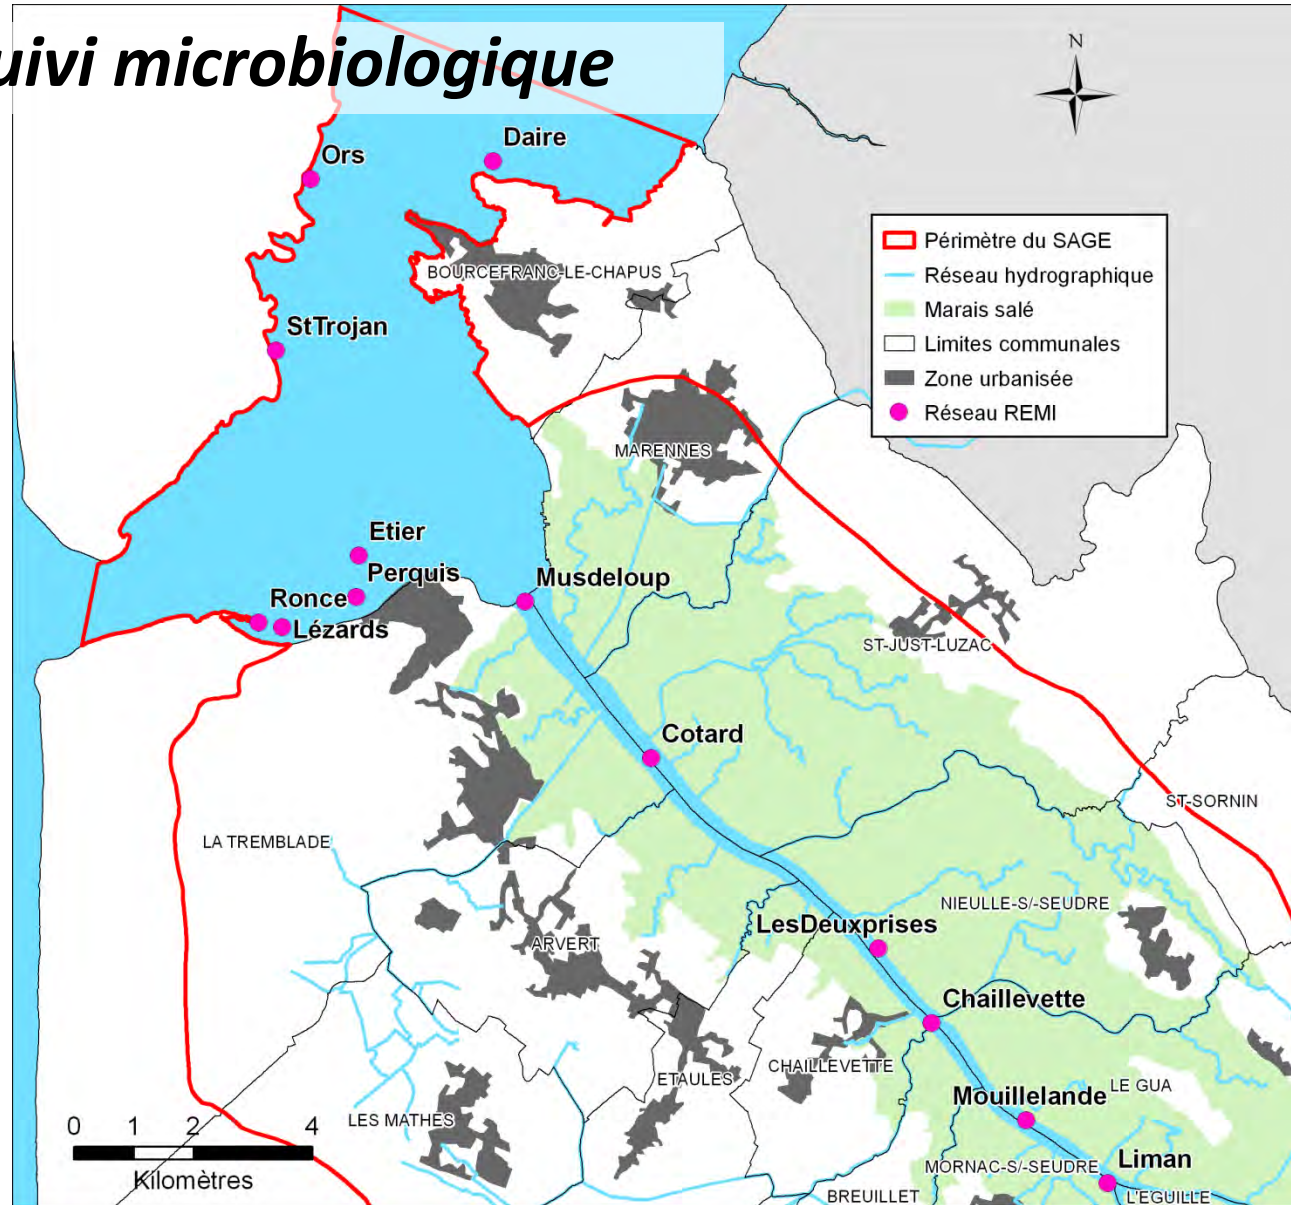 uivi microbiologique
N
Daire
Ors
Périmètre du SAGE
Réseau hydrographique
Marais salé
Limites communales
Zone urbanisée
Réseau REMI
BOURCEFRANC-LE-CHAPUS
StTrojan
MARENNES
Etier
Perquis
Musdeloup
Ronce
Lézards
ST-JUST-LUZAC
Cotard
ST-SORNIN
LA TREMBLADE
NIEULLE-S/-SEUDRE
LesDeuxprises
ARVERT
Chaillevette
CHAILLEVETTE
ETAULES
LE GUA
Mouillelande
LES MATHES
0 1 2 4
Kilomètres
MORNAC-S/-SEUDRE
Liman
BREUILLET
L'EGUILLE